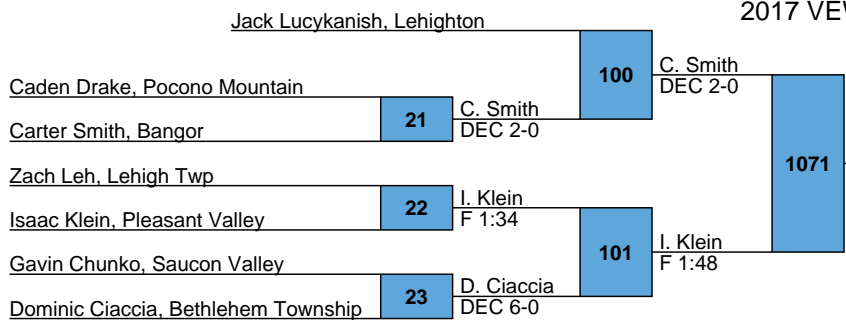 2017 VEW
Jack Lucykanish, Lehighton
100
C. Smith
DEC 2-0
Caden Drake, Pocono Mountain
21
C. Smith
DEC 2-0
Carter Smith, Bangor
1071
Zach Leh, Lehigh Twp
22
I. Klein
F 1:34
Isaac Klein, Pleasant Valley
101
I. Klein
F 1:48
Gavin Chunko, Saucon Valley
23
D. Ciaccia
DEC 6-0
Dominic Ciaccia, Bethlehem Township